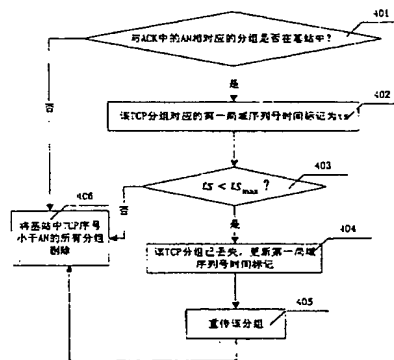 401
与ACK中的AN相对应的分组是否在基站中?
否
是
402
该TCP分组对应的第一局域序列号时间标记为ts
403
ts < ts_max ?
406
否
是
将基站中TCP序号
小于AN的所有分组
删除
404
该TCP分组已丢失,更新第一局域
序列号时间标记
405
重传该分组